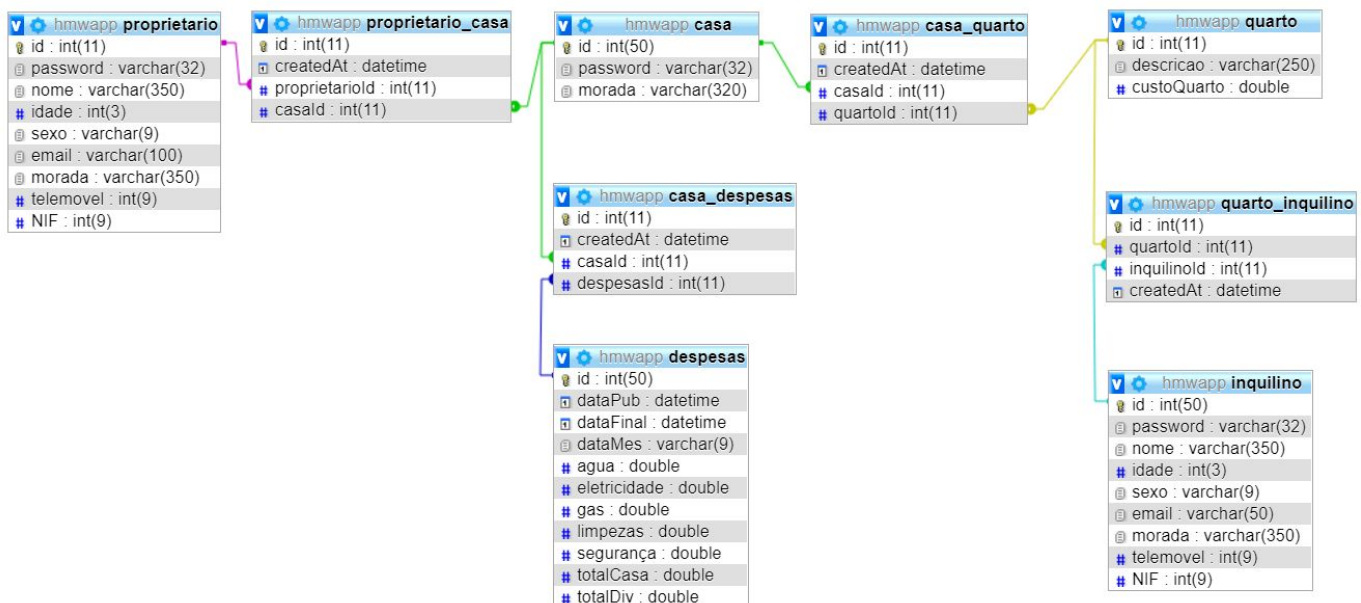 hmwapp proprietario
id : int(11)
password : varchar(32)
nome : varchar(350)
idade : int(3)
sexo : varchar(9)
email : varchar(100)
morada : varchar(350)
telemovel : int(9)
NIF : int(9)
hmwapp proprietario_casa
id : int(11)
createdAt : datetime
proprietarioId : int(11)
casaId : int(11)
hmwapp casa
id : int(50)
password : varchar(32)
morada : varchar(320)
hmwapp casa_quarto
id : int(11)
createdAt : datetime
casaId : int(11)
quartoId : int(11)
hmwapp quarto
id : int(11)
descricao : varchar(250)
custoQuarto : double
hmwapp casa_despesas
id : int(11)
createdAt : datetime
casaId : int(11)
despesasId : int(11)
hmwapp quarto_inquilino
id : int(11)
quartoId : int(11)
inquilinoId : int(11)
createdAt : datetime
hmwapp despesas
id : int(50)
dataPub : datetime
dataFinal : datetime
dataMes : varchar(9)
agua : double
eletricidade : double
gas : double
limpezas : double
segurança : double
totalCasa : double
totalDiv : double
hmwapp inquilino
id : int(50)
password : varchar(32)
nome : varchar(350)
idade : int(3)
sexo : varchar(9)
email : varchar(50)
morada : varchar(350)
telemovel : int(9)
NIF : int(9)